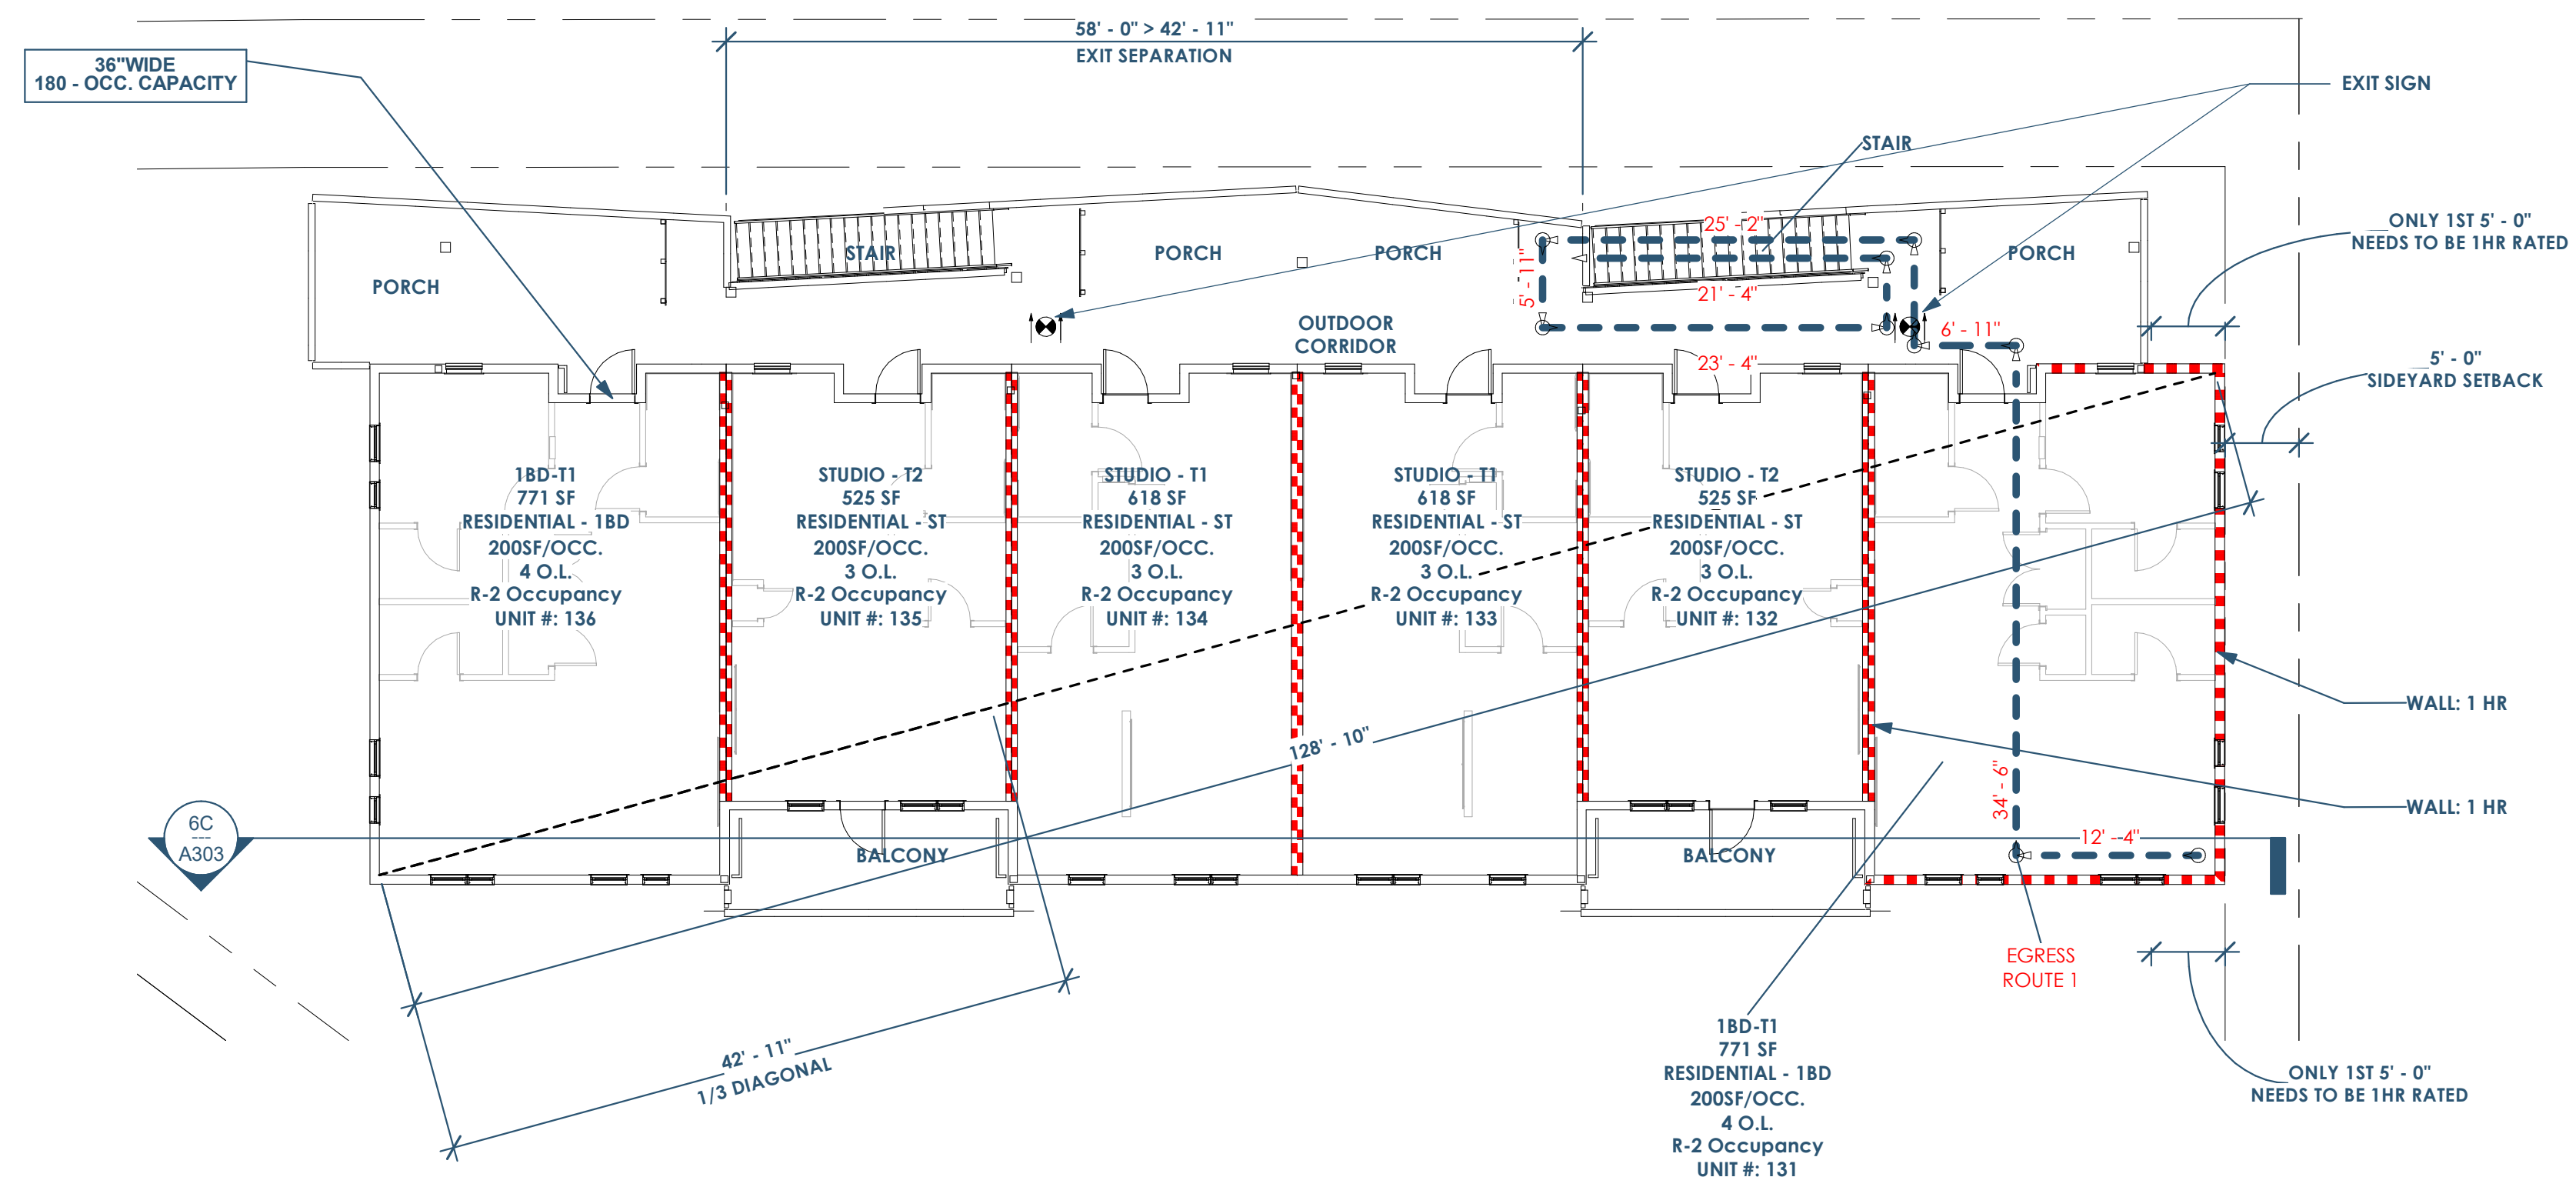 58' - 0" > 42' - 11"
EXIT SEPARATION
36"WIDE
180 - OCC. CAPACITY
EXIT SIGN
STAIR
ONLY 1ST 5' - 0"
NEEDS TO BE 1HR RATED
25' - 2"
STAIR
PORCH
PORCH
PORCH
PORCH
5' - 11"
21' - 4"
OUTDOOR
CORRIDOR
6' - 11"
23' - 4"
5' - 0"
SIDEYARD SETBACK
1BD-T1
771 SF
RESIDENTIAL - 1BD
200SF/OCC.
4 O.L.
R-2 Occupancy
UNIT #: 136
STUDIO - T2
525 SF
RESIDENTIAL - ST
200SF/OCC.
3 O.L.
R-2 Occupancy
UNIT #: 135
STUDIO - T1
618 SF
RESIDENTIAL - ST
200SF/OCC.
3 O.L.
R-2 Occupancy
UNIT #: 134
STUDIO - T1
618 SF
RESIDENTIAL - ST
200SF/OCC.
3 O.L.
R-2 Occupancy
UNIT #: 133
STUDIO - T2
525 SF
RESIDENTIAL - ST
200SF/OCC.
3 O.L.
R-2 Occupancy
UNIT #: 132
WALL: 1 HR
128' - 10"
34' - 6"
WALL: 1 HR
6C
---
A303
12' - 4"
BALCONY
BALCONY
EGRESS
ROUTE 1
42' - 11"
1/3 DIAGONAL
1BD-T1
771 SF
RESIDENTIAL - 1BD
200SF/OCC.
4 O.L.
R-2 Occupancy
UNIT #: 131
ONLY 1ST 5' - 0"
NEEDS TO BE 1HR RATED